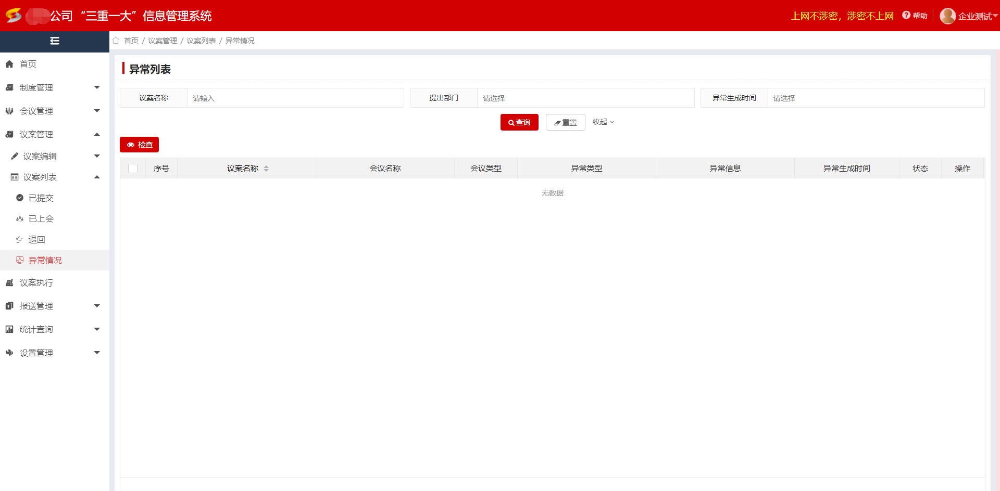 公司“三重一大”信息管理系统
上网不涉密，涉密不上网
帮助
企业测试
首页 / 议案管理 / 议案列表 / 异常情况
首页
制度管理
会议管理
议案管理
议案编辑
议案列表
已提交
已上会
退回
异常情况
议案执行
报送管理
统计查询
设置管理
异常列表
议案名称 请输入 提出部门 请选择 异常生成时间 请选择
查询 重置 收起
检查
序号 议案名称 会议名称 会议类型 异常类型 异常信息 异常生成时间 状态 操作
无数据